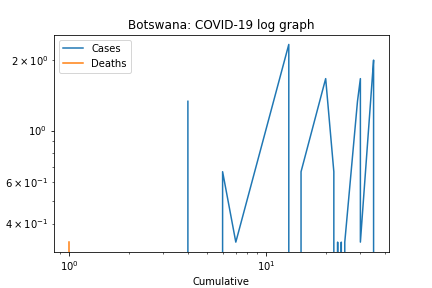 Botswana: COVID-19 log graph
Cases
Deaths
2 × 10⁰
10⁰
6 × 10⁻¹
4 × 10⁻¹
10⁰ 10¹
Cumulative